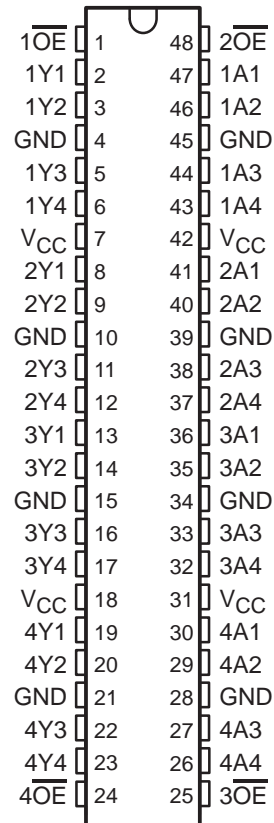 1O̅E̅ 1 48 2O̅E̅
1Y1 2 47 1A1
1Y2 3 46 1A2
GND 4 45 GND
1Y3 5 44 1A3
1Y4 6 43 1A4
VCC 7 42 VCC
2Y1 8 41 2A1
2Y2 9 40 2A2
GND 10 39 GND
2Y3 11 38 2A3
2Y4 12 37 2A4
3Y1 13 36 3A1
3Y2 14 35 3A2
GND 15 34 GND
3Y3 16 33 3A3
3Y4 17 32 3A4
VCC 18 31 VCC
4Y1 19 30 4A1
4Y2 20 29 4A2
GND 21 28 GND
4Y3 22 27 4A3
4Y4 23 26 4A4
4O̅E̅ 24 25 3O̅E̅